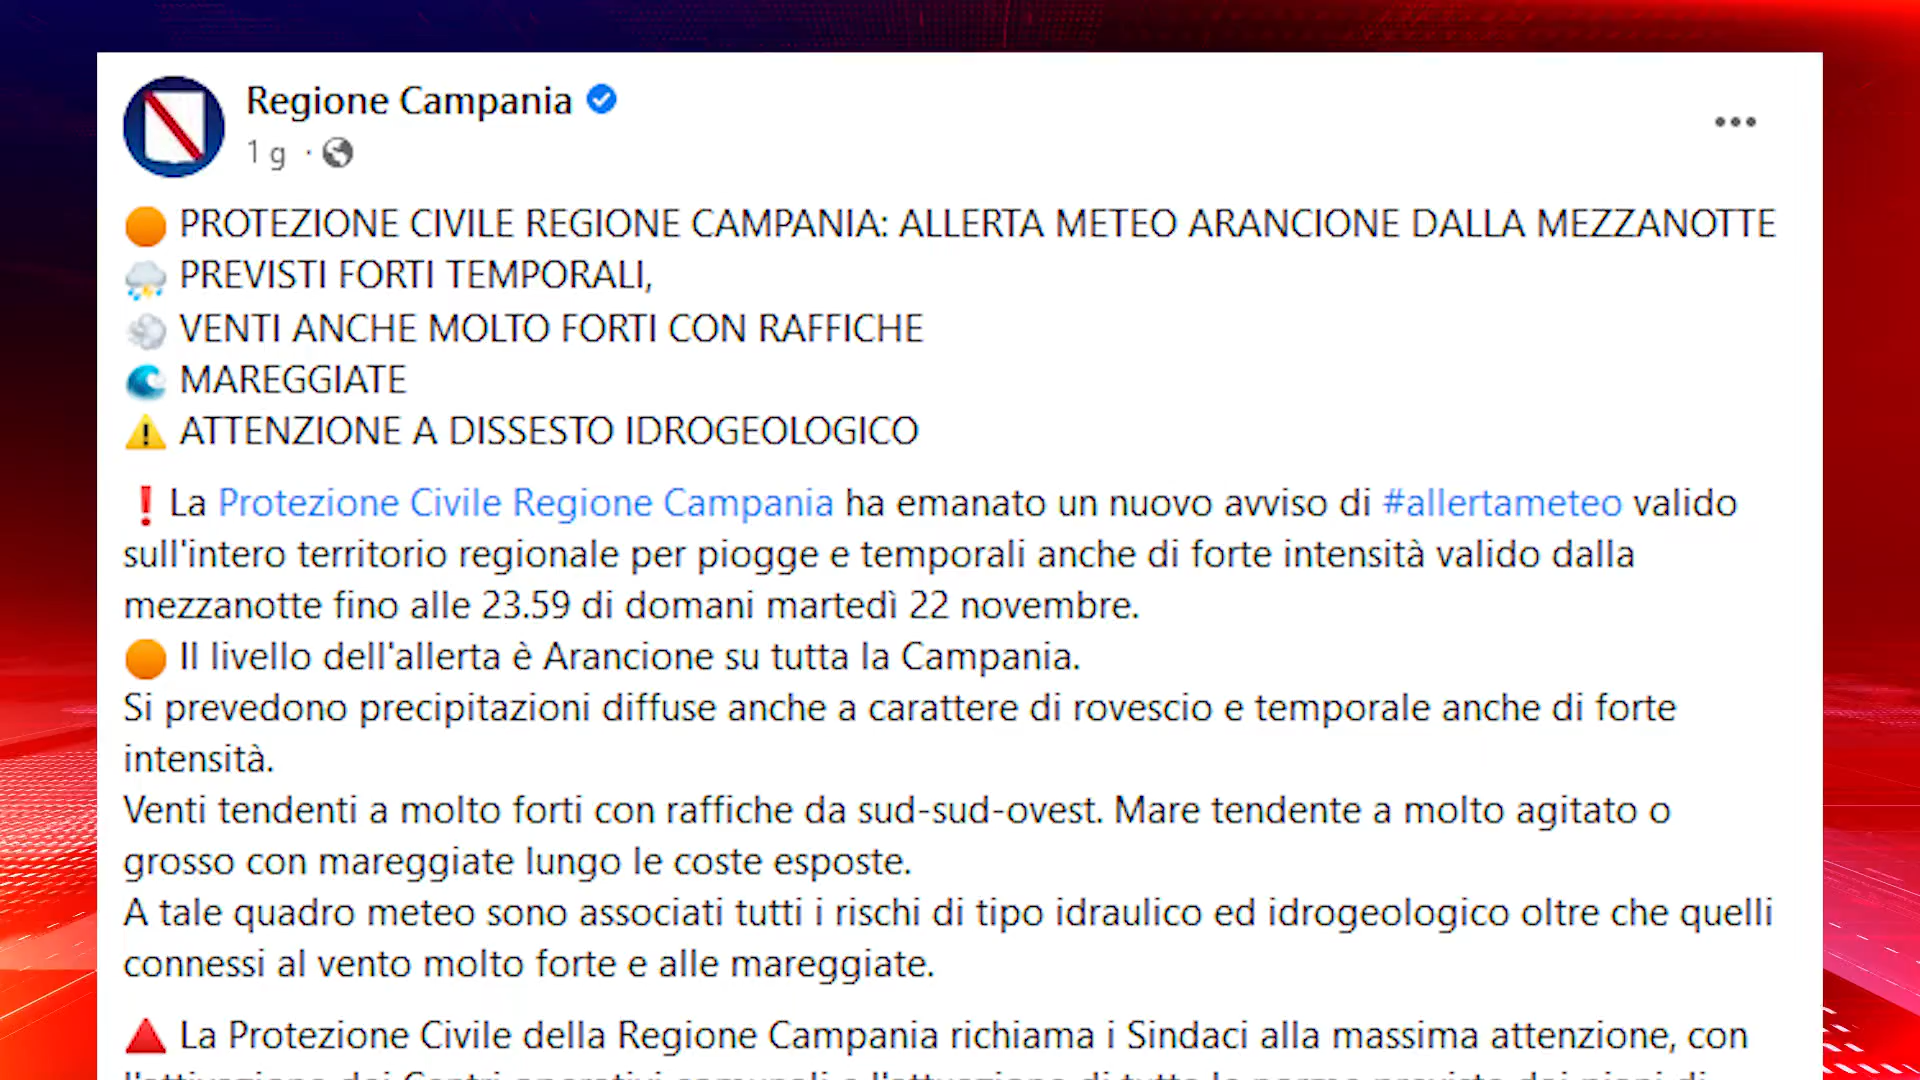 Regione Campania
1 g ·
PROTEZIONE CIVILE REGIONE CAMPANIA: ALLERTA METEO ARANCIONE DALLA MEZZANOTTE
PREVISTI FORTI TEMPORALI,
VENTI ANCHE MOLTO FORTI CON RAFFICHE
MAREGGIATE
ATTENZIONE A DISSESTO IDROGEOLOGICO
❗La Protezione Civile Regione Campania ha emanato un nuovo avviso di #allertameteo valido
sull'intero territorio regionale per piogge e temporali anche di forte intensità valido dalla
mezzanotte fino alle 23.59 di domani martedì 22 novembre.
Il livello dell'allerta è Arancione su tutta la Campania.
Si prevedono precipitazioni diffuse anche a carattere di rovescio e temporale anche di forte
intensità.
Venti tendenti a molto forti con raffiche da sud-sud-ovest. Mare tendente a molto agitato o
grosso con mareggiate lungo le coste esposte.
A tale quadro meteo sono associati tutti i rischi di tipo idraulico ed idrogeologico oltre che quelli
connessi al vento molto forte e alle mareggiate.
La Protezione Civile della Regione Campania richiama i Sindaci alla massima attenzione, con